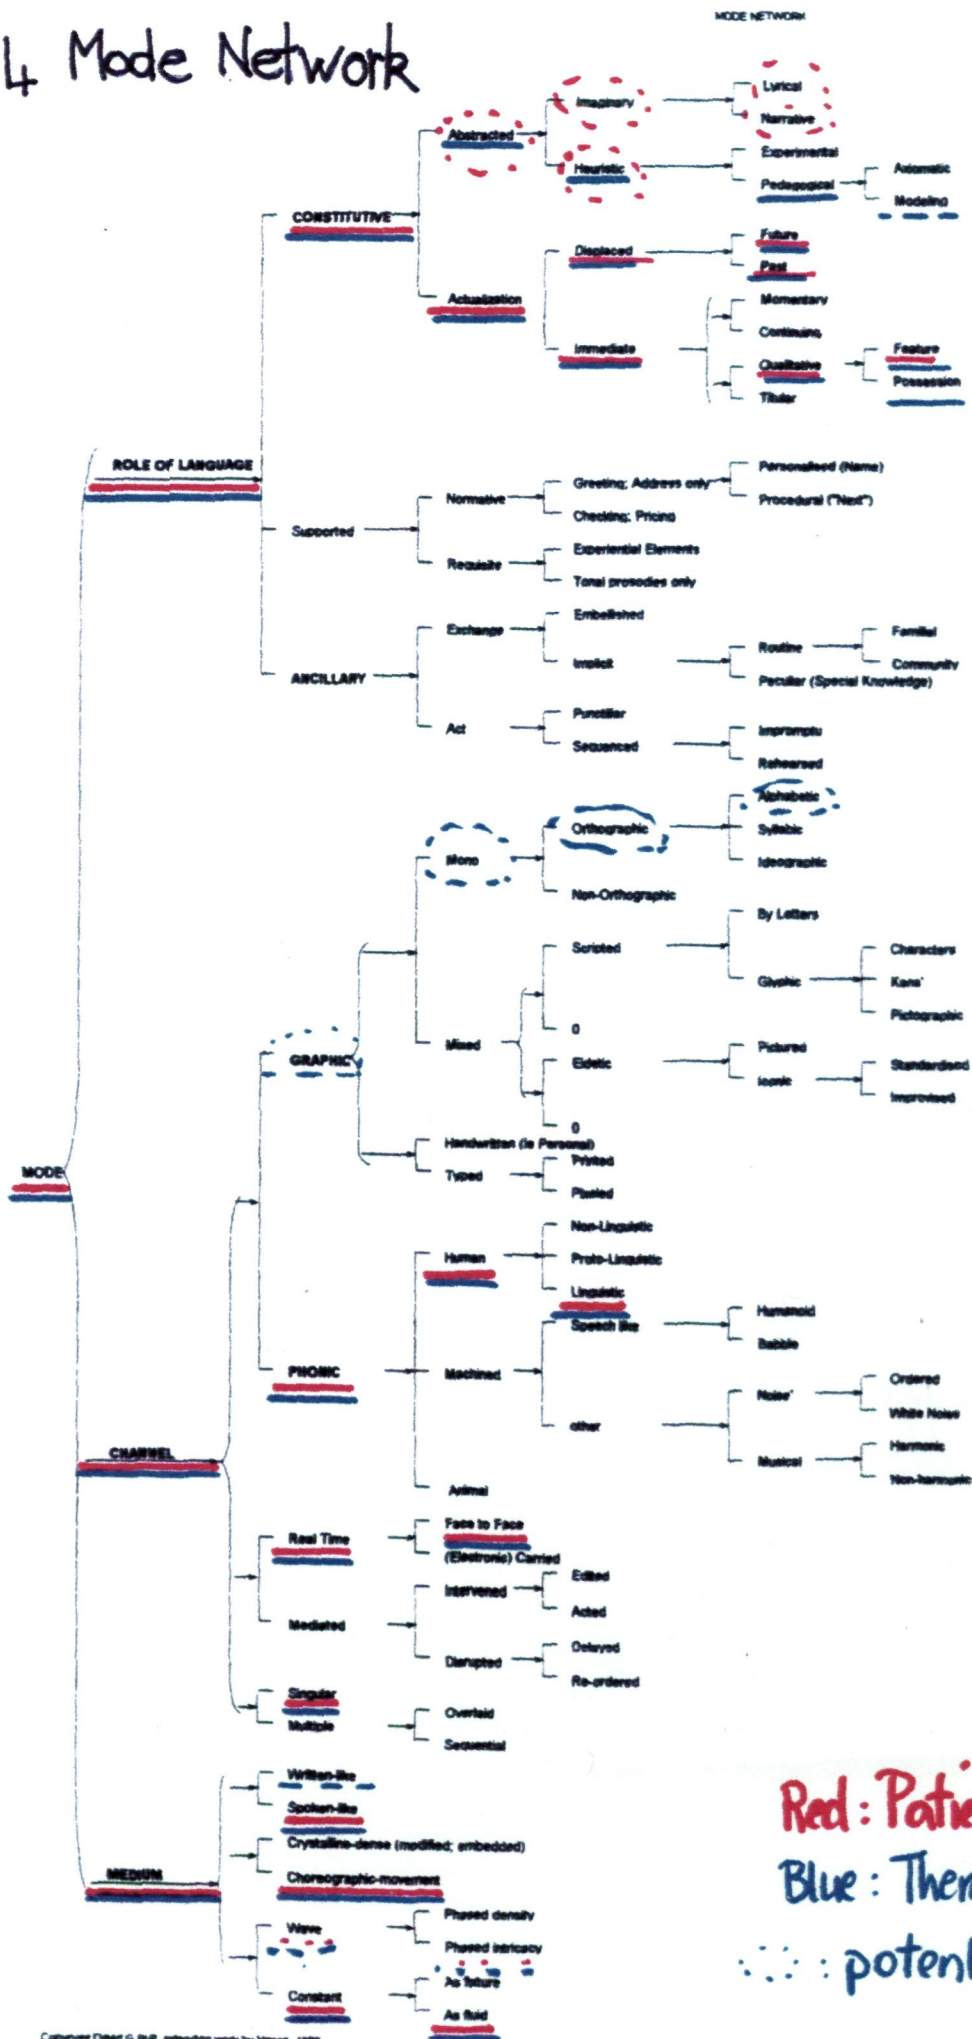 MODE NETWORK
4 Mode Network
Lyrical
Imaginary
Narrative
Abstracted
Experimental
Heuristic
Axiomatic
Pedagogical
Modeling
CONSTITUTIVE
Future
Displaced
Past
Actualization
Momentary
Continuing
Immediate
Feature
Qualitative
Possession
Titular
ROLE OF LANGUAGE
Personalised (Name)
Greeting; Address only
Normative
Procedural ("Next")
Checking; Pricing
Supported
Experiential Elements
Requisite
Tonal prosodies only
Embellished
Exchange
Familial
Routine
Implicit
Community
ANCILLARY
Peculiar (Special Knowledge)
Punctiliar
Act
Impromptu
Sequenced
Rehearsed
Alphabetic
Orthographic
Syllabic
Mono
Ideographic
Non-Orthographic
By Letters
Scripted
Characters
Glyphic
Kans'
Pictographic
0
Mixed
Pictured
GRAPHIC
Eidetic
Standardised
Iconic
Improvised
0
Handwritten (ie Personal)
Printed
MODE
Typed
Non-Linguistic
Human
Proto-Linguistic
Linguistic
Speech like
Humanoid
Babble
PHONIC
Machined
Ordered
Noise'
White Noise
other
Harmonic
CHANNEL
Musical
Non-harmonic
Animal
Face to Face
Real Time
(Electronic) Carried
Edited
Intervened
Acted
Mediated
Delayed
Disrupted
Re-ordered
Singular
Overlaid
Multiple
Sequential
Written-like
Spoken-like
Red : Patie
Crystalline-dense (modified; embedded)
MEDIUM
Choreographic-movement
Blue : Ther
Phased density
Wave
Phased intricacy
: poten
As fixture
Constant
As fluid